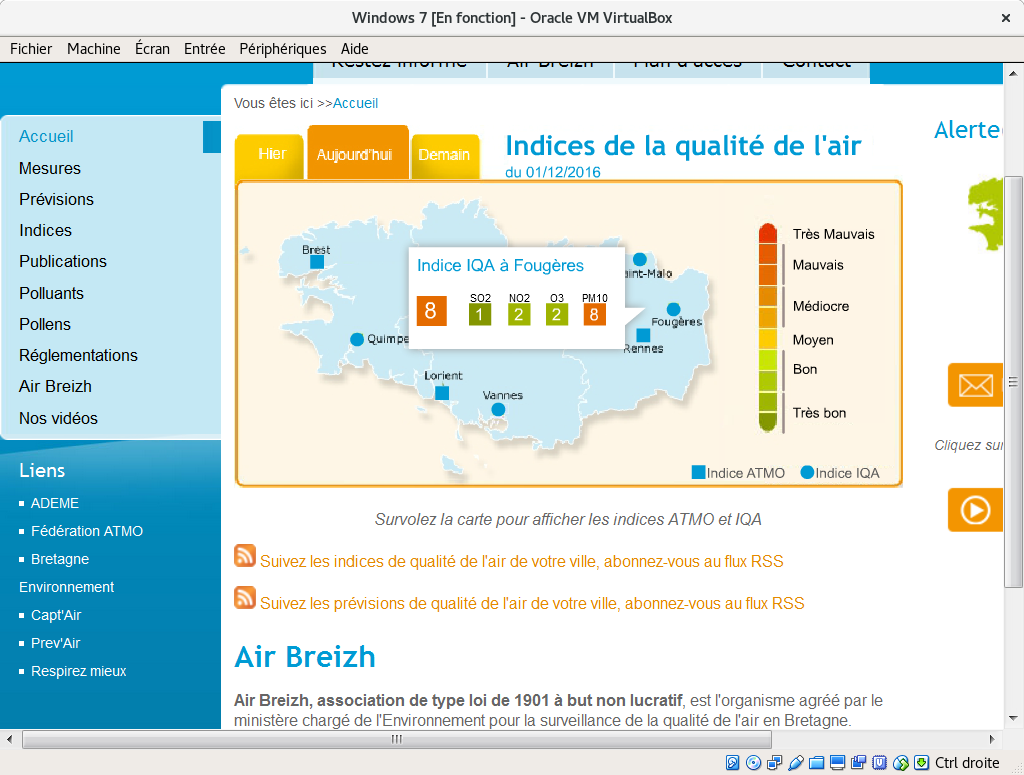 Windows 7 [En fonction] - Oracle VM VirtualBox
Fichier Machine Écran Entrée Périphériques Aide
Restez informé Air Breizh Plan d'accès Contact
Vous êtes ici >>Accueil
Accueil
Mesures
Prévisions
Indices
Publications
Polluants
Pollens
Réglementations
Air Breizh
Nos vidéos
Liens
ADEME
Fédération ATMO
Bretagne
Environnement
Capt'Air
Prev'Air
Respirez mieux
Hier Aujourd'hui Demain
Indices de la qualité de l'air
du 01/12/2016
Brest
Indice IQA à Fougères
SO2 NO2 O3 PM10
8 1 2 2 8
aint-Malo
Fougères
Quimpe
Rennes
Lorient
Vannes
Très Mauvais
Mauvais
Médiocre
Moyen
Bon
Très bon
Indice ATMO Indice IQA
Survolez la carte pour afficher les indices ATMO et IQA
Suivez les indices de qualité de l'air de votre ville, abonnez-vous au flux RSS
Suivez les prévisions de qualité de l'air de votre ville, abonnez-vous au flux RSS
Air Breizh
Air Breizh, association de type loi de 1901 à but non lucratif, est l'organisme agréé par le
ministère chargé de l'Environnement pour la surveillance de la qualité de l'air en Bretagne.
Alerte
Cliquez sur
Ctrl droite